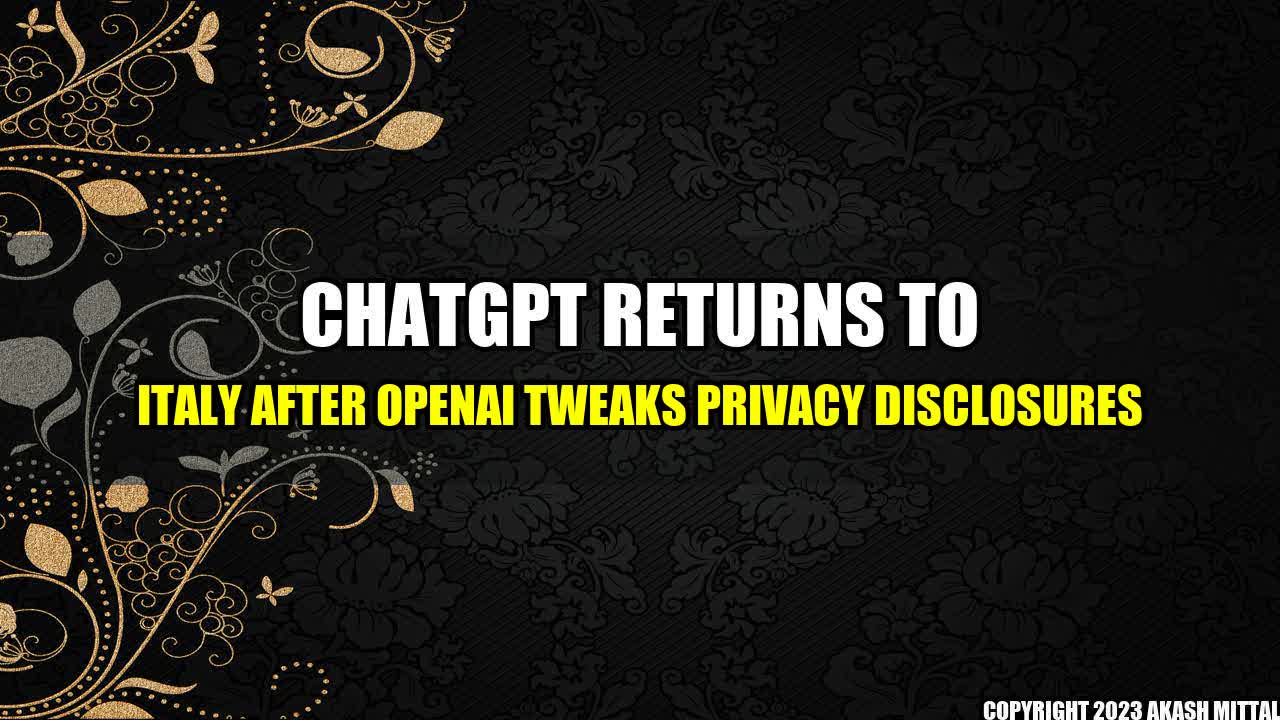 CHATGPT RETURNS TO
ITALY AFTER OPENAI TWEAKS PRIVACY DISCLOSURES
COPYRIGHT 2023 AKASH MITTAL